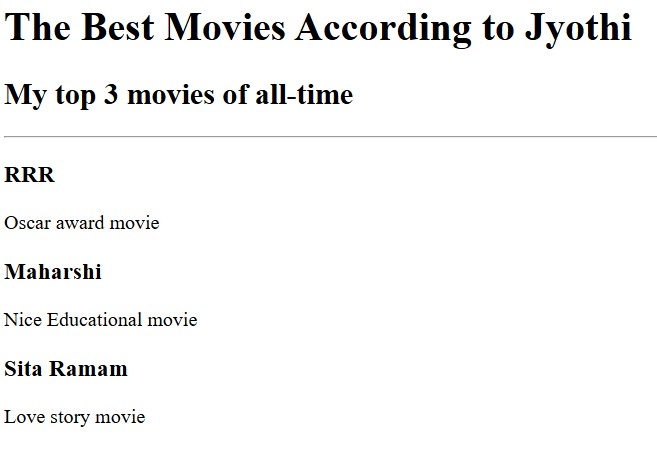 The Best Movies According to Jyothi
My top 3 movies of all-time
RRR
Oscar award movie
Maharshi
Nice Educational movie
Sita Ramam
Love story movie